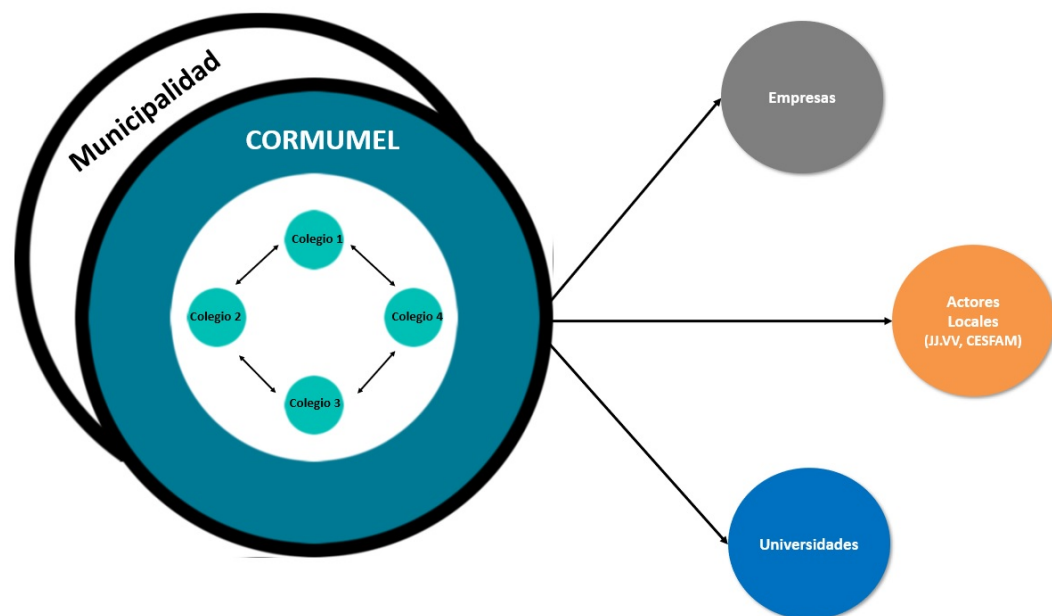 Municipalidad
CORMUMEL
Colegio 1
Colegio 2
Colegio 4
Colegio 3
Empresas
Actores
Locales
(JJ.VV, CESFAM)
Universidades